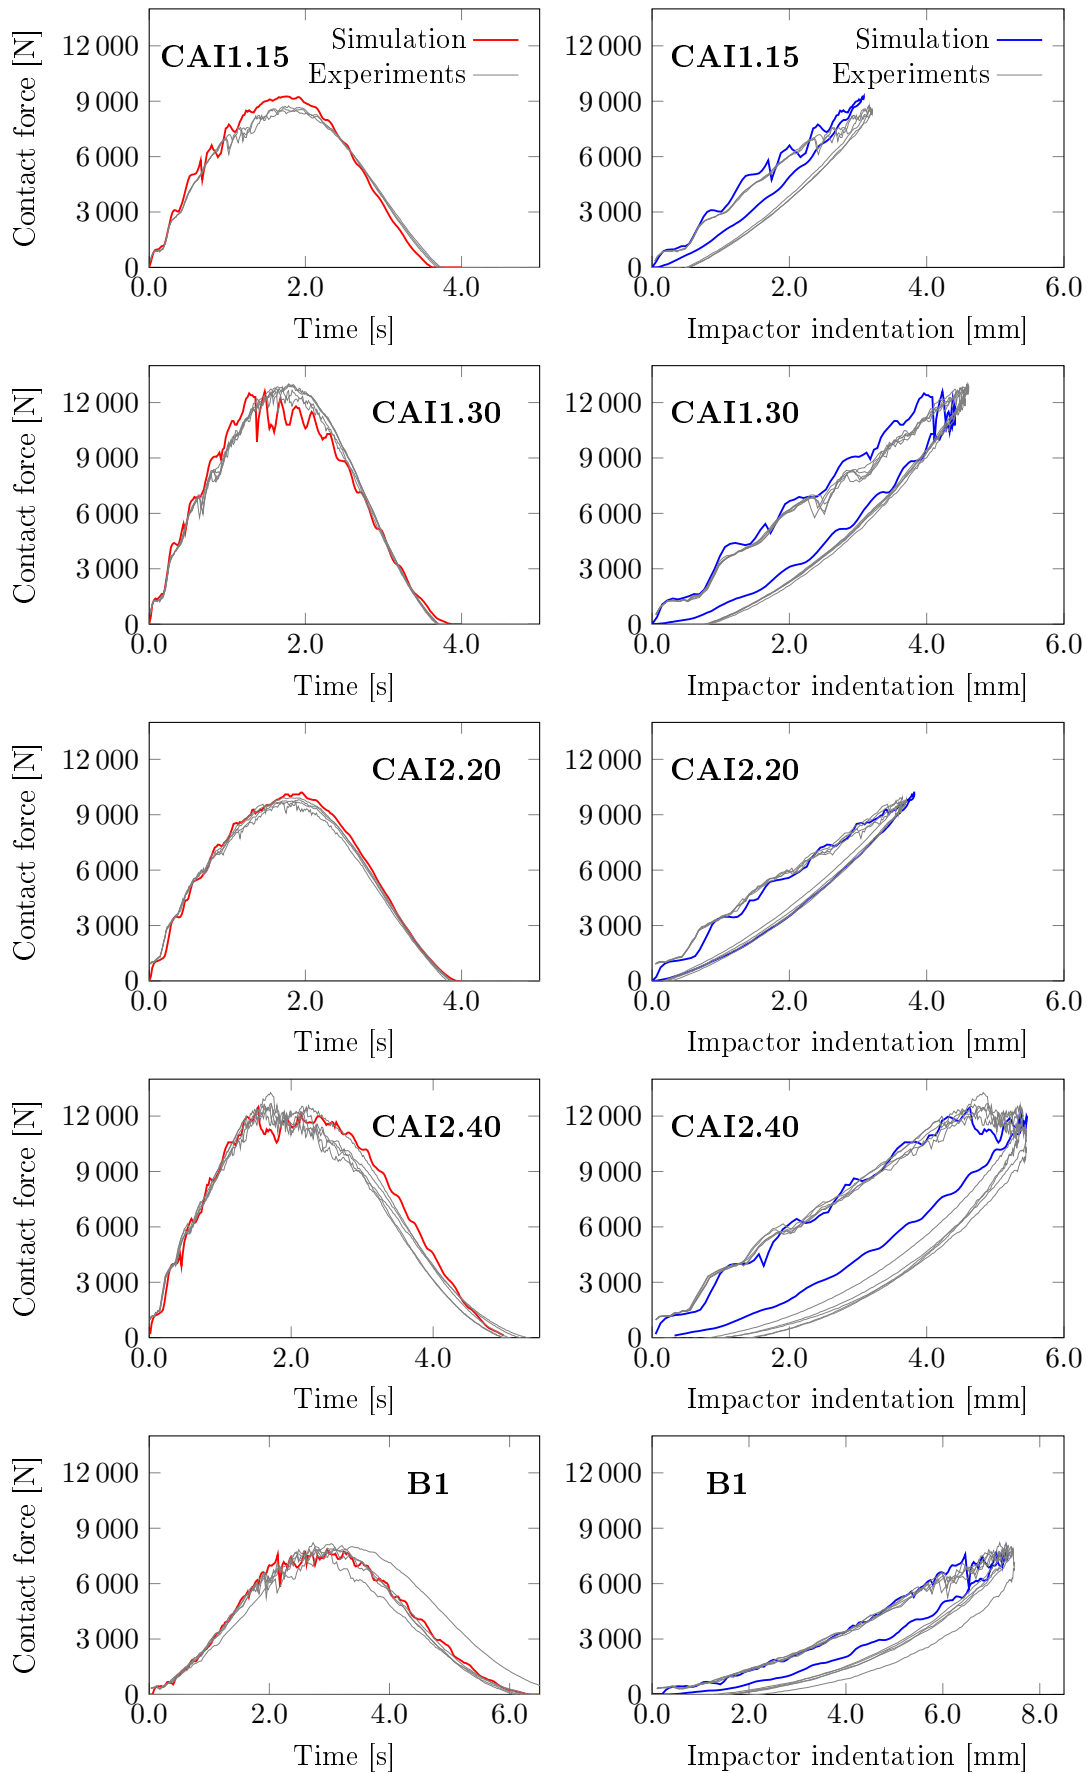 12 000
9 000
6 000
3 000
0
Contact force [N]
CAI1.15
Simulation
Experiments
0.0 2.0 4.0
Time [s]
12 000
9 000
6 000
3 000
0
CAI1.15
Simulation
Experiments
0.0 2.0 4.0 6.0
Impactor indentation [mm]
12 000
9 000
6 000
3 000
0
Contact force [N]
CAI1.30
0.0 2.0 4.0
Time [s]
12 000
9 000
6 000
3 000
0
CAI1.30
0.0 2.0 4.0 6.0
Impactor indentation [mm]
12 000
9 000
6 000
3 000
0
Contact force [N]
CAI2.20
0.0 2.0 4.0
Time [s]
12 000
9 000
6 000
3 000
0
CAI2.20
0.0 2.0 4.0 6.0
Impactor indentation [mm]
12 000
9 000
6 000
3 000
0
Contact force [N]
CAI2.40
0.0 2.0 4.0
Time [s]
12 000
9 000
6 000
3 000
0
CAI2.40
0.0 2.0 4.0 6.0
Impactor indentation [mm]
12 000
9 000
6 000
3 000
0
Contact force [N]
B1
0.0 2.0 4.0 6.0
Time [s]
12 000
9 000
6 000
3 000
0
B1
0.0 2.0 4.0 6.0 8.0
Impactor indentation [mm]